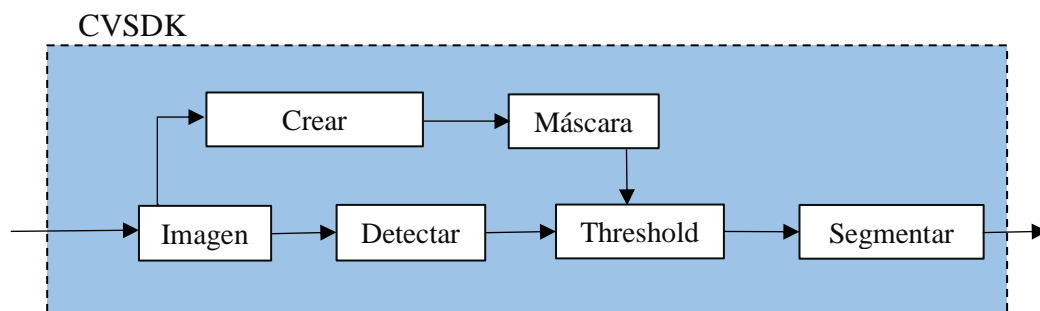 CVSDK
Crear
Máscara
Imagen
Detectar
Threshold
Segmentar